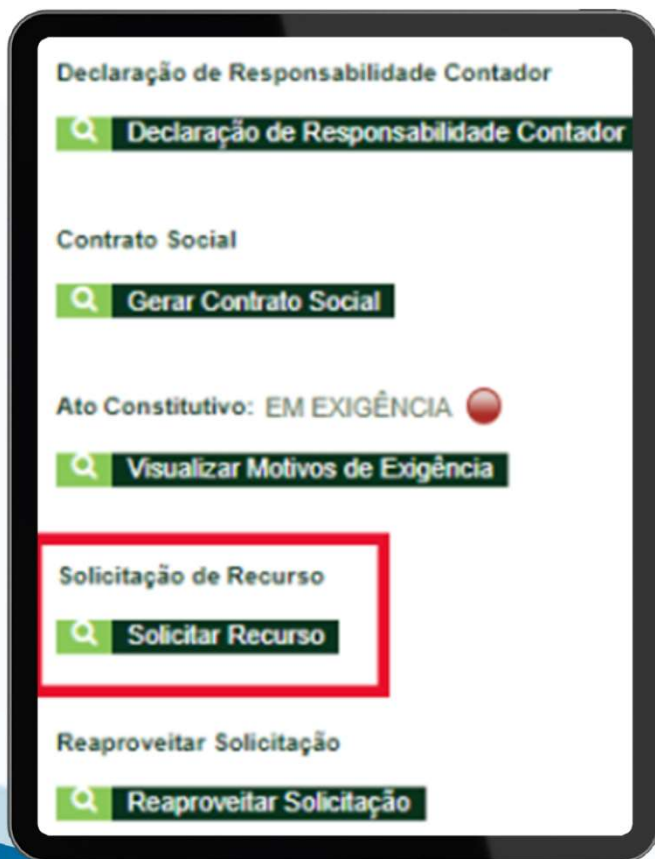 Declaração de Responsabilidade Contador
Declaração de Responsabilidade Contador
Contrato Social
Gerar Contrato Social
Ato Constitutivo: EM EXIGÊNCIA
Visualizar Motivos de Exigência
Solicitação de Recurso
Solicitar Recurso
Reaproveitar Solicitação
Reaproveitar Solicitação